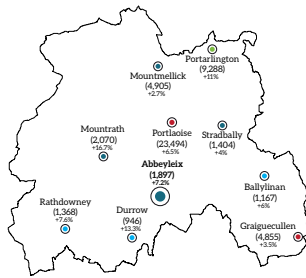 Portarlington
(9,288)
+11%
Mountmellick
(4,905)
+2.7%
Mountrath
(2,070)
+16.7%
Portlaoise
(23,494)
+6.5%
Stradbally
(1,404)
+4%
Abbeyleix
(1,897)
+7.2%
Ballylinan
(1,167)
+6%
Rathdowney
(1,368)
+7.6%
Durrow
(946)
+13.3%
Graiguecullen
(4,855)
+3.5%